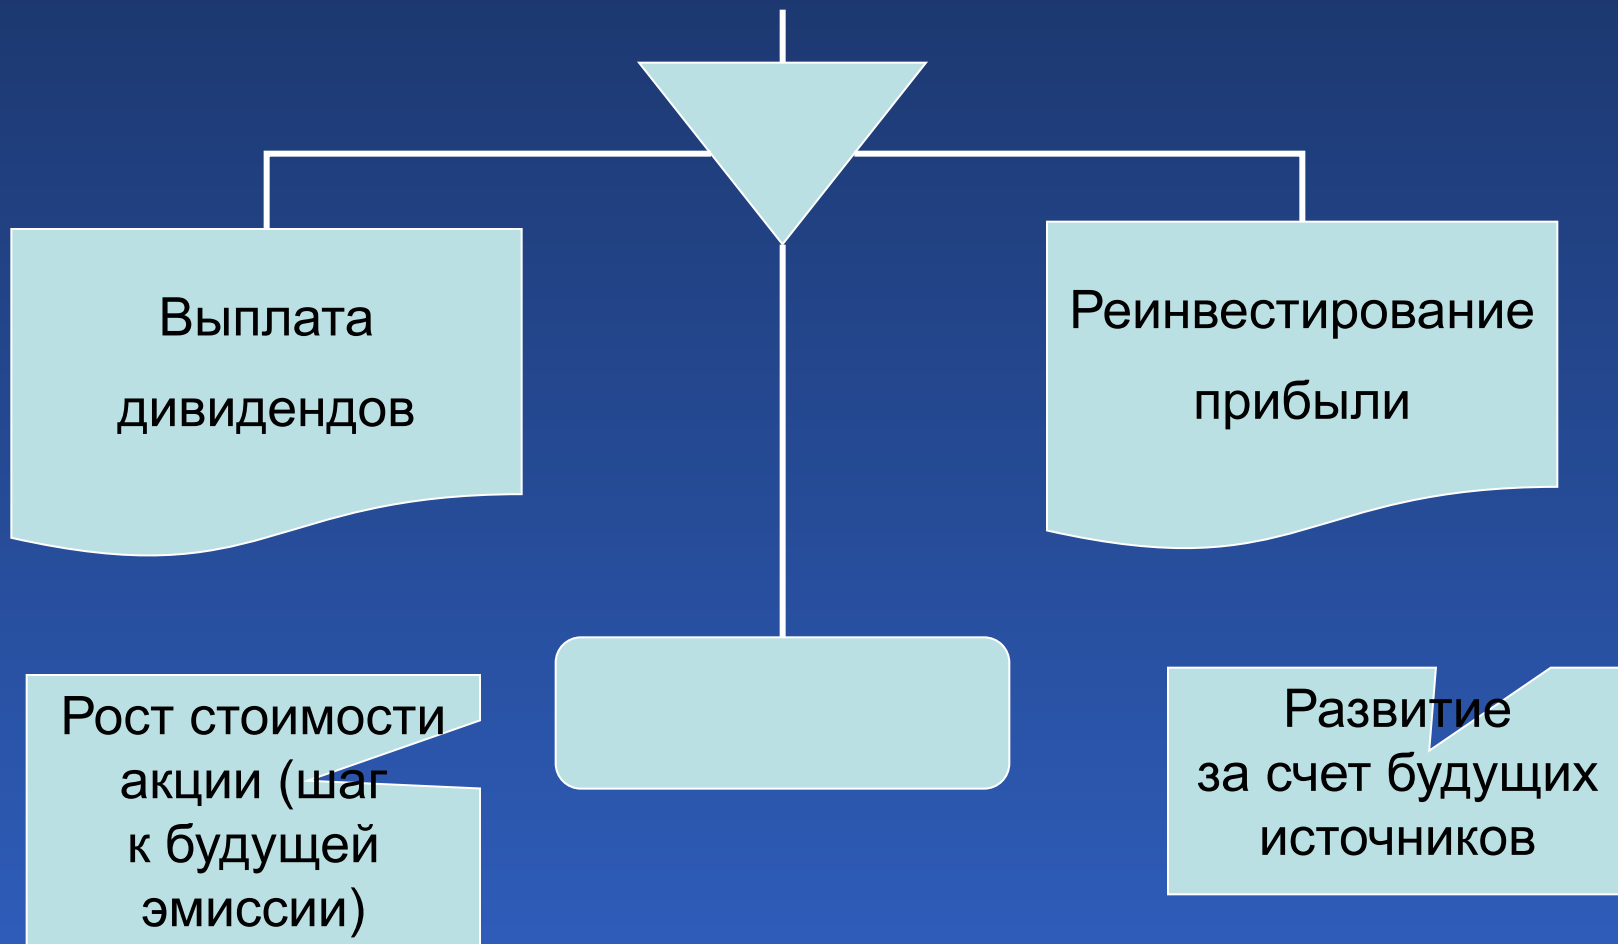 Выплата
дивидендов
Реинвестирование
прибыли
Рост стоимости
акции (шаг
к будущей
эмиссии)
Развитие
за счет будущих
источников